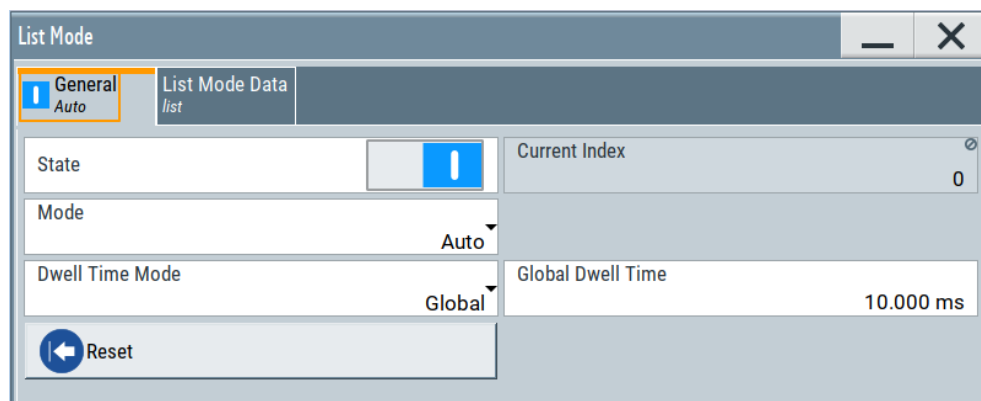 List Mode
General
Auto
List Mode Data
list
State
Current Index
0
Mode
Auto
Dwell Time Mode
Global
Global Dwell Time
10.000 ms
Reset